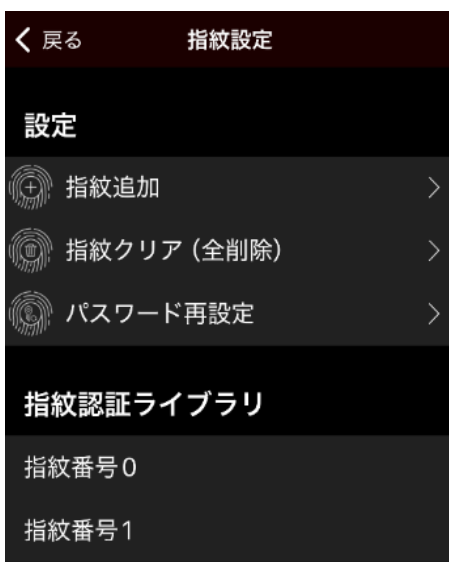 戻る 指紋設定
設定
指紋追加
指紋クリア (全削除)
パスワード再設定
指紋認証ライブラリ
指紋番号0
指紋番号1